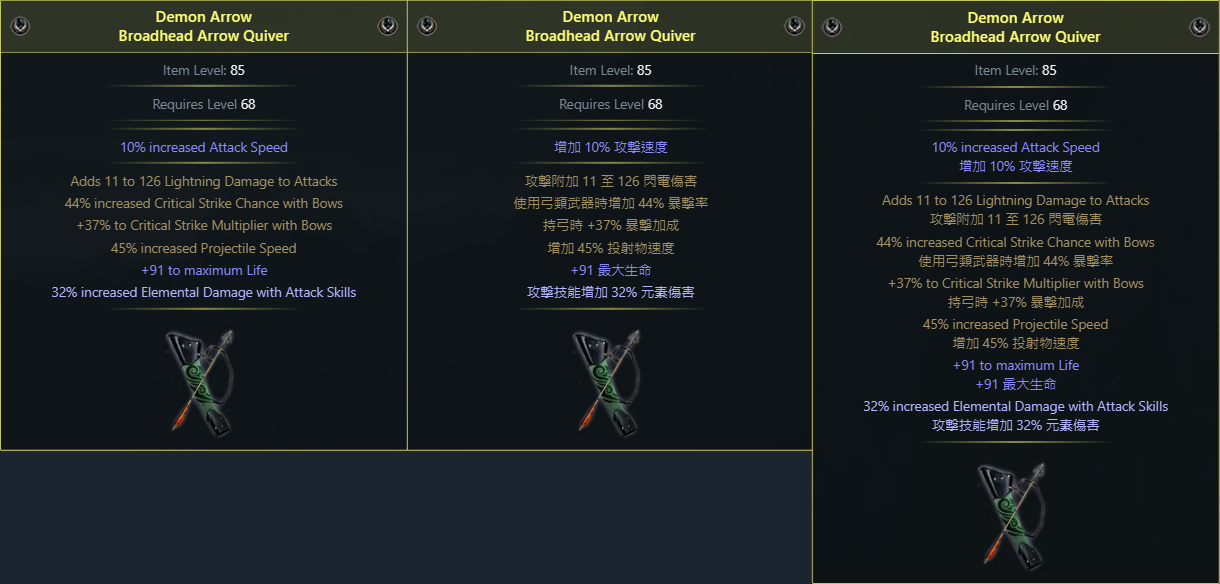 Demon Arrow
Broadhead Arrow Quiver
Item Level: 85
Requires Level 68
10% increased Attack Speed
Adds 11 to 126 Lightning Damage to Attacks
44% increased Critical Strike Chance with Bows
+37% to Critical Strike Multiplier with Bows
45% increased Projectile Speed
+91 to maximum Life
32% increased Elemental Damage with Attack Skills
Demon Arrow
Broadhead Arrow Quiver
Item Level: 85
Requires Level 68
增加 10% 攻擊速度
攻擊附加 11 至 126 閃電傷害
使用弓類武器時增加 44% 暴擊率
持弓時 +37% 暴擊加成
增加 45% 投射物速度
+91 最大生命
攻擊技能增加 32% 元素傷害
Demon Arrow
Broadhead Arrow Quiver
Item Level: 85
Requires Level 68
10% increased Attack Speed
增加 10% 攻擊速度
Adds 11 to 126 Lightning Damage to Attacks
攻擊附加 11 至 126 閃電傷害
44% increased Critical Strike Chance with Bows
使用弓類武器時增加 44% 暴擊率
+37% to Critical Strike Multiplier with Bows
持弓時 +37% 暴擊加成
45% increased Projectile Speed
增加 45% 投射物速度
+91 to maximum Life
+91 最大生命
32% increased Elemental Damage with Attack Skills
攻擊技能增加 32% 元素傷害